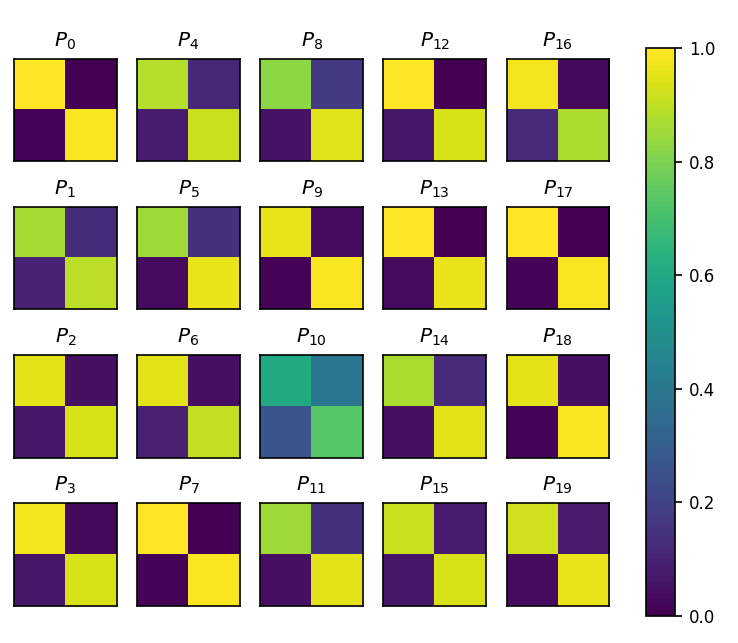 P₀ P₄ P₈ P₁₂ P₁₆ 1.0
0.8
P₁ P₅ P₉ P₁₃ P₁₇
0.6
P₂ P₆ P₁₀ P₁₄ P₁₈
0.4
P₃ P₇ P₁₁ P₁₅ P₁₉
0.2
0.0